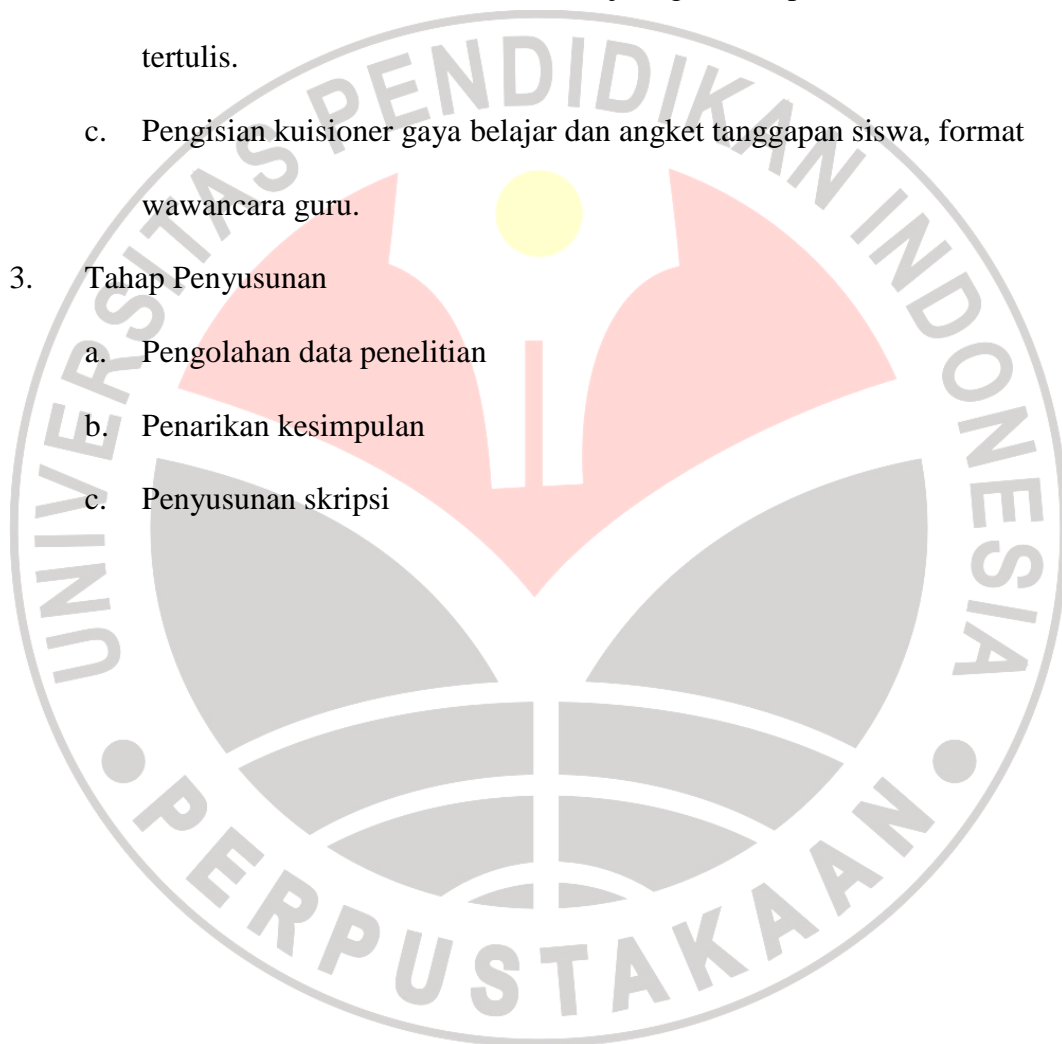 tertulis.
c. Pengisian kuisioner gaya belajar dan angket tanggapan siswa, format
wawancara guru.
3. Tahap Penyusunan
a. Pengolahan data penelitian
b. Penarikan kesimpulan
c. Penyusunan skripsi
UNIVERSITAS PENDIDIKAN INDONESIA
PERPUSTAKAAN